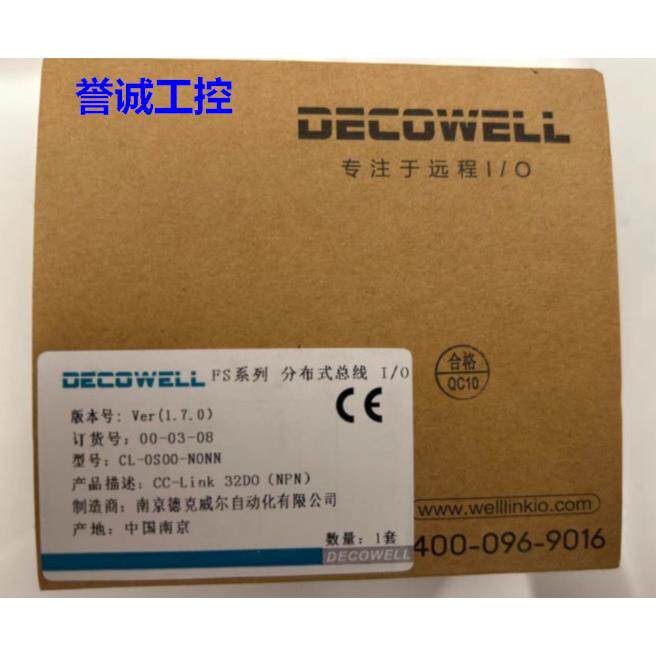 誉诚工控
DECOWELL
专注于远程I/O
DECOWELL FS系列 分布式总线 I/O
版本号: Ver(1.7.0)
订货号: 00-03-08
型号: CL-0S00-N0NN
产品描述: CC-Link 32DO (NPN)
制造商: 南京德克威尔自动化有限公司
产地: 中国南京
数量: 1套
DECOWELL
CE
合格
QC10
www.welllinkio.com
400-096-9016